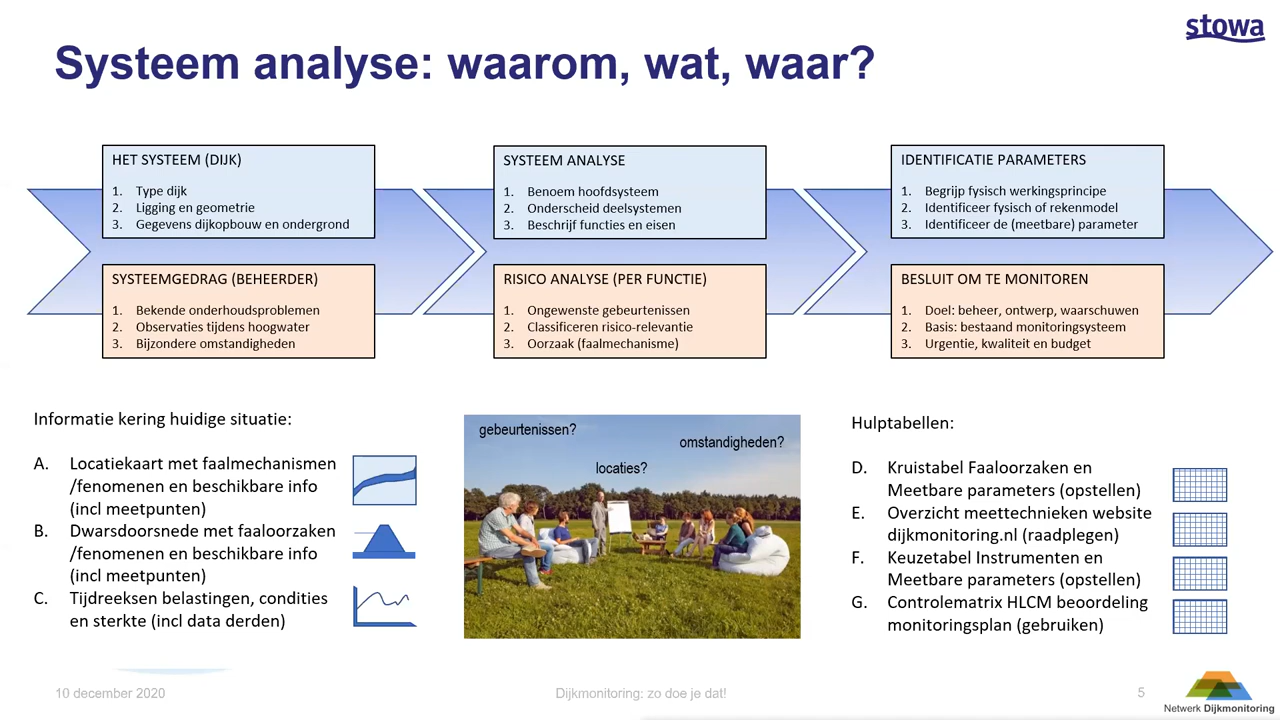 stowa
Systeem analyse: waarom, wat, waar?
HET SYSTEEM (DIJK)
1. Type dijk
2. Ligging en geometrie
3. Gegevens dijkopbouw en ondergrond
SYSTEEMGEDRAG (BEHEERDER)
1. Bekende onderhoudsproblemen
2. Observaties tijdens hoogwater
3. Bijzondere omstandigheden
SYSTEEM ANALYSE
1. Benoem hoofdsysteem
2. Onderscheid deelsystemen
3. Beschrijf functies en eisen
RISICO ANALYSE (PER FUNCTIE)
1. Ongewenste gebeurtenissen
2. Classificeren risico-relevantie
3. Oorzaak (faalmechanisme)
IDENTIFICATIE PARAMETERS
1. Begrijp fysisch werkingsprincipe
2. Identificeer fysisch of rekenmodel
3. Identificeer de (meetbare) parameter
BESLUIT OM TE MONITOREN
1. Doel: beheer, ontwerp, waarschuwen
2. Basis: bestaand monitoringsysteem
3. Urgentie, kwaliteit en budget
Informatie kering huidige situatie:
A. Locatiekaart met faalmechanismen
/fenomenen en beschikbare info
(incl meetpunten)
B. Dwarsdoorsnede met faaloorzaken
/fenomenen en beschikbare info
(incl meetpunten)
C. Tijdreeksen belastingen, condities
en sterkte (incl data derden)
gebeurtenissen?
omstandigheden?
locaties?
Hulptabellen:
D. Kruistabel Faaloorzaken en
Meetbare parameters (opstellen)
E. Overzicht meettechnieken website
dijkmonitoring.nl (raadplegen)
F. Keuzetabel Instrumenten en
Meetbare parameters (opstellen)
G. Controlematrix HLCM beoordeling
monitoringsplan (gebruiken)
10 december 2020
Dijkmonitoring: zo doe je dat!
5
Netwerk Dijkmonitoring